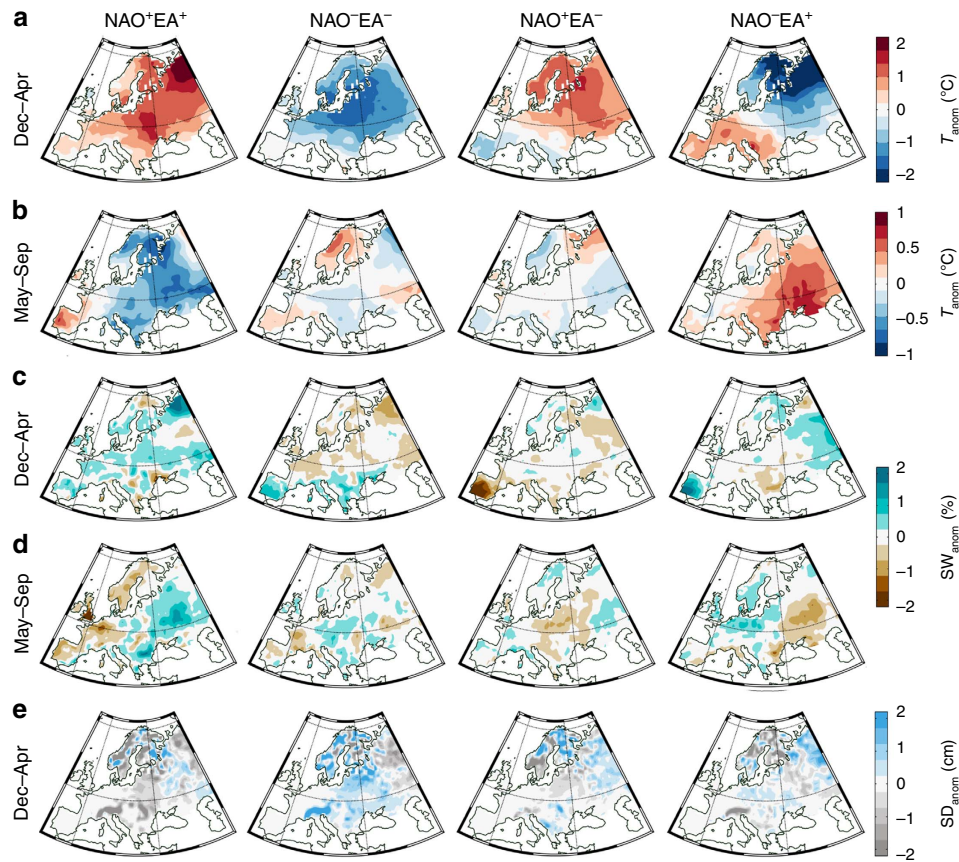 a
NAO⁺EA⁺ NAO⁻EA⁻ NAO⁺EA⁻ NAO⁻EA⁺
Dec–Apr
2
1
0
−1
−2
T_anom (°C)
b
May–Sep
1
0.5
0
−0.5
−1
T_anom (°C)
c
Dec–Apr
d
May–Sep
2
1
0
−1
−2
SW_anom (%)
e
Dec–Apr
2
1
0
−1
−2
SD_anom (cm)